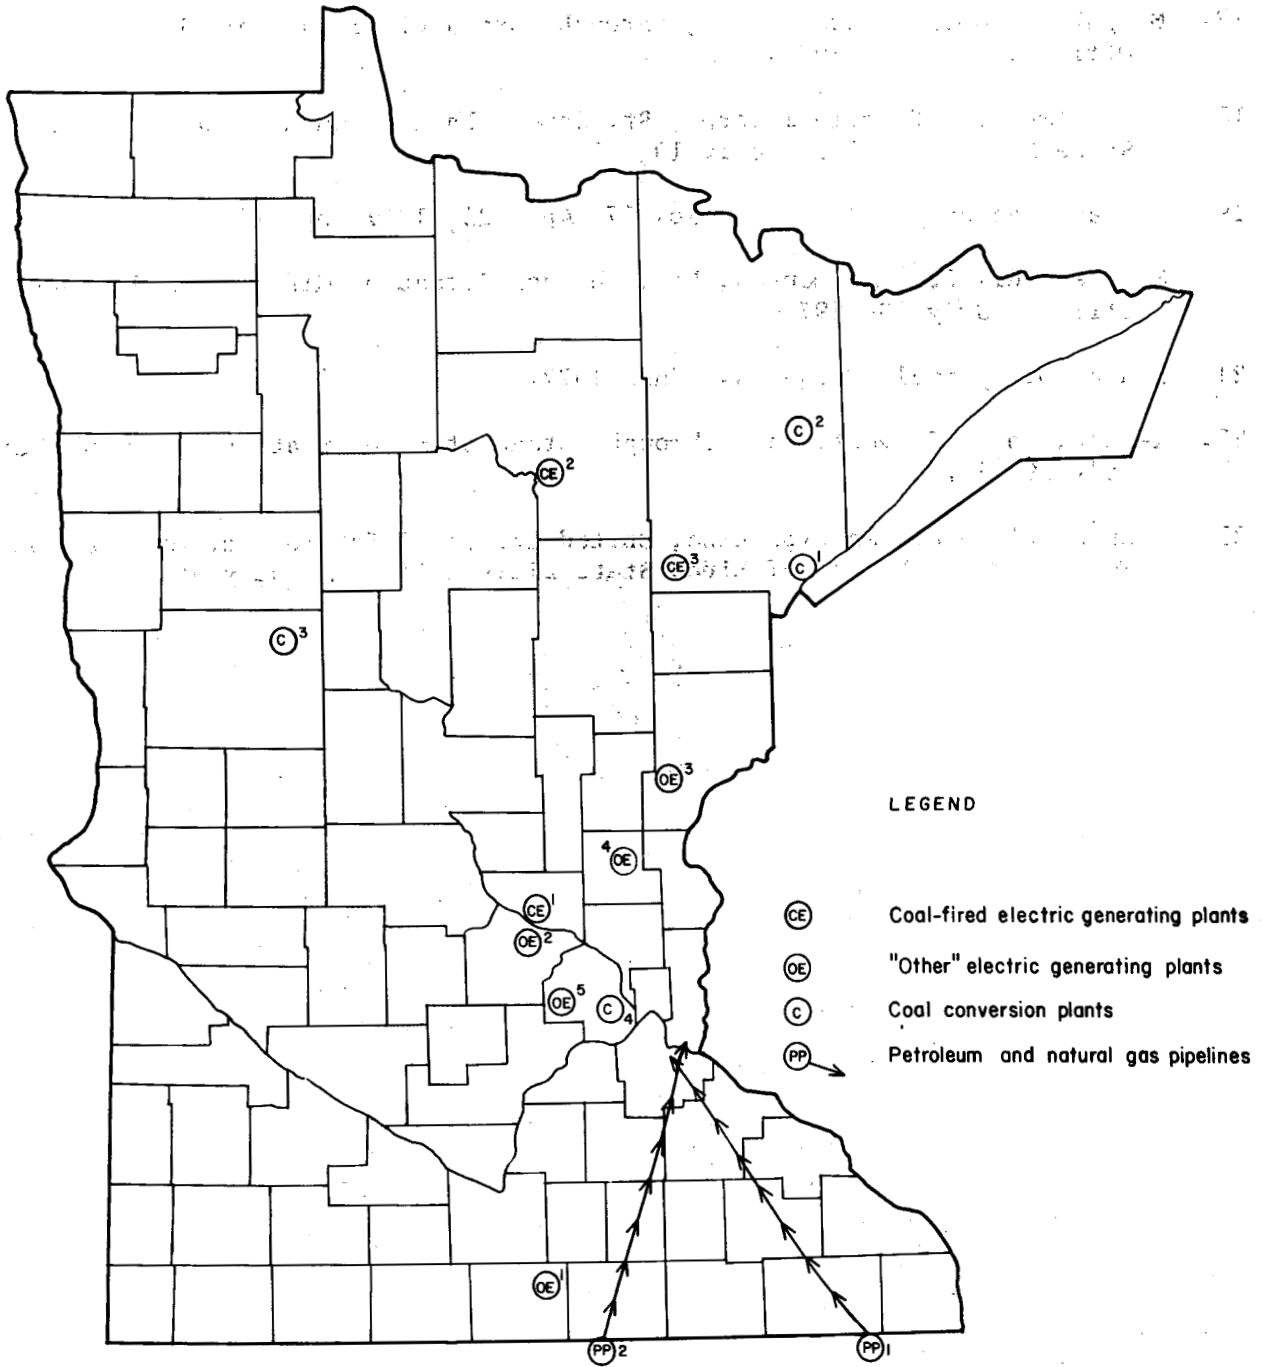 C 2
CE 2
CE 3
C 1
C 3
OE 3
LEGEND
4 OE
CE 1
CE Coal-fired electric generating plants
OE 2
OE "Other" electric generating plants
OE 5
C 4
C Coal conversion plants
PP Petroleum and natural gas pipelines
OE 1
PP 2
PP 1